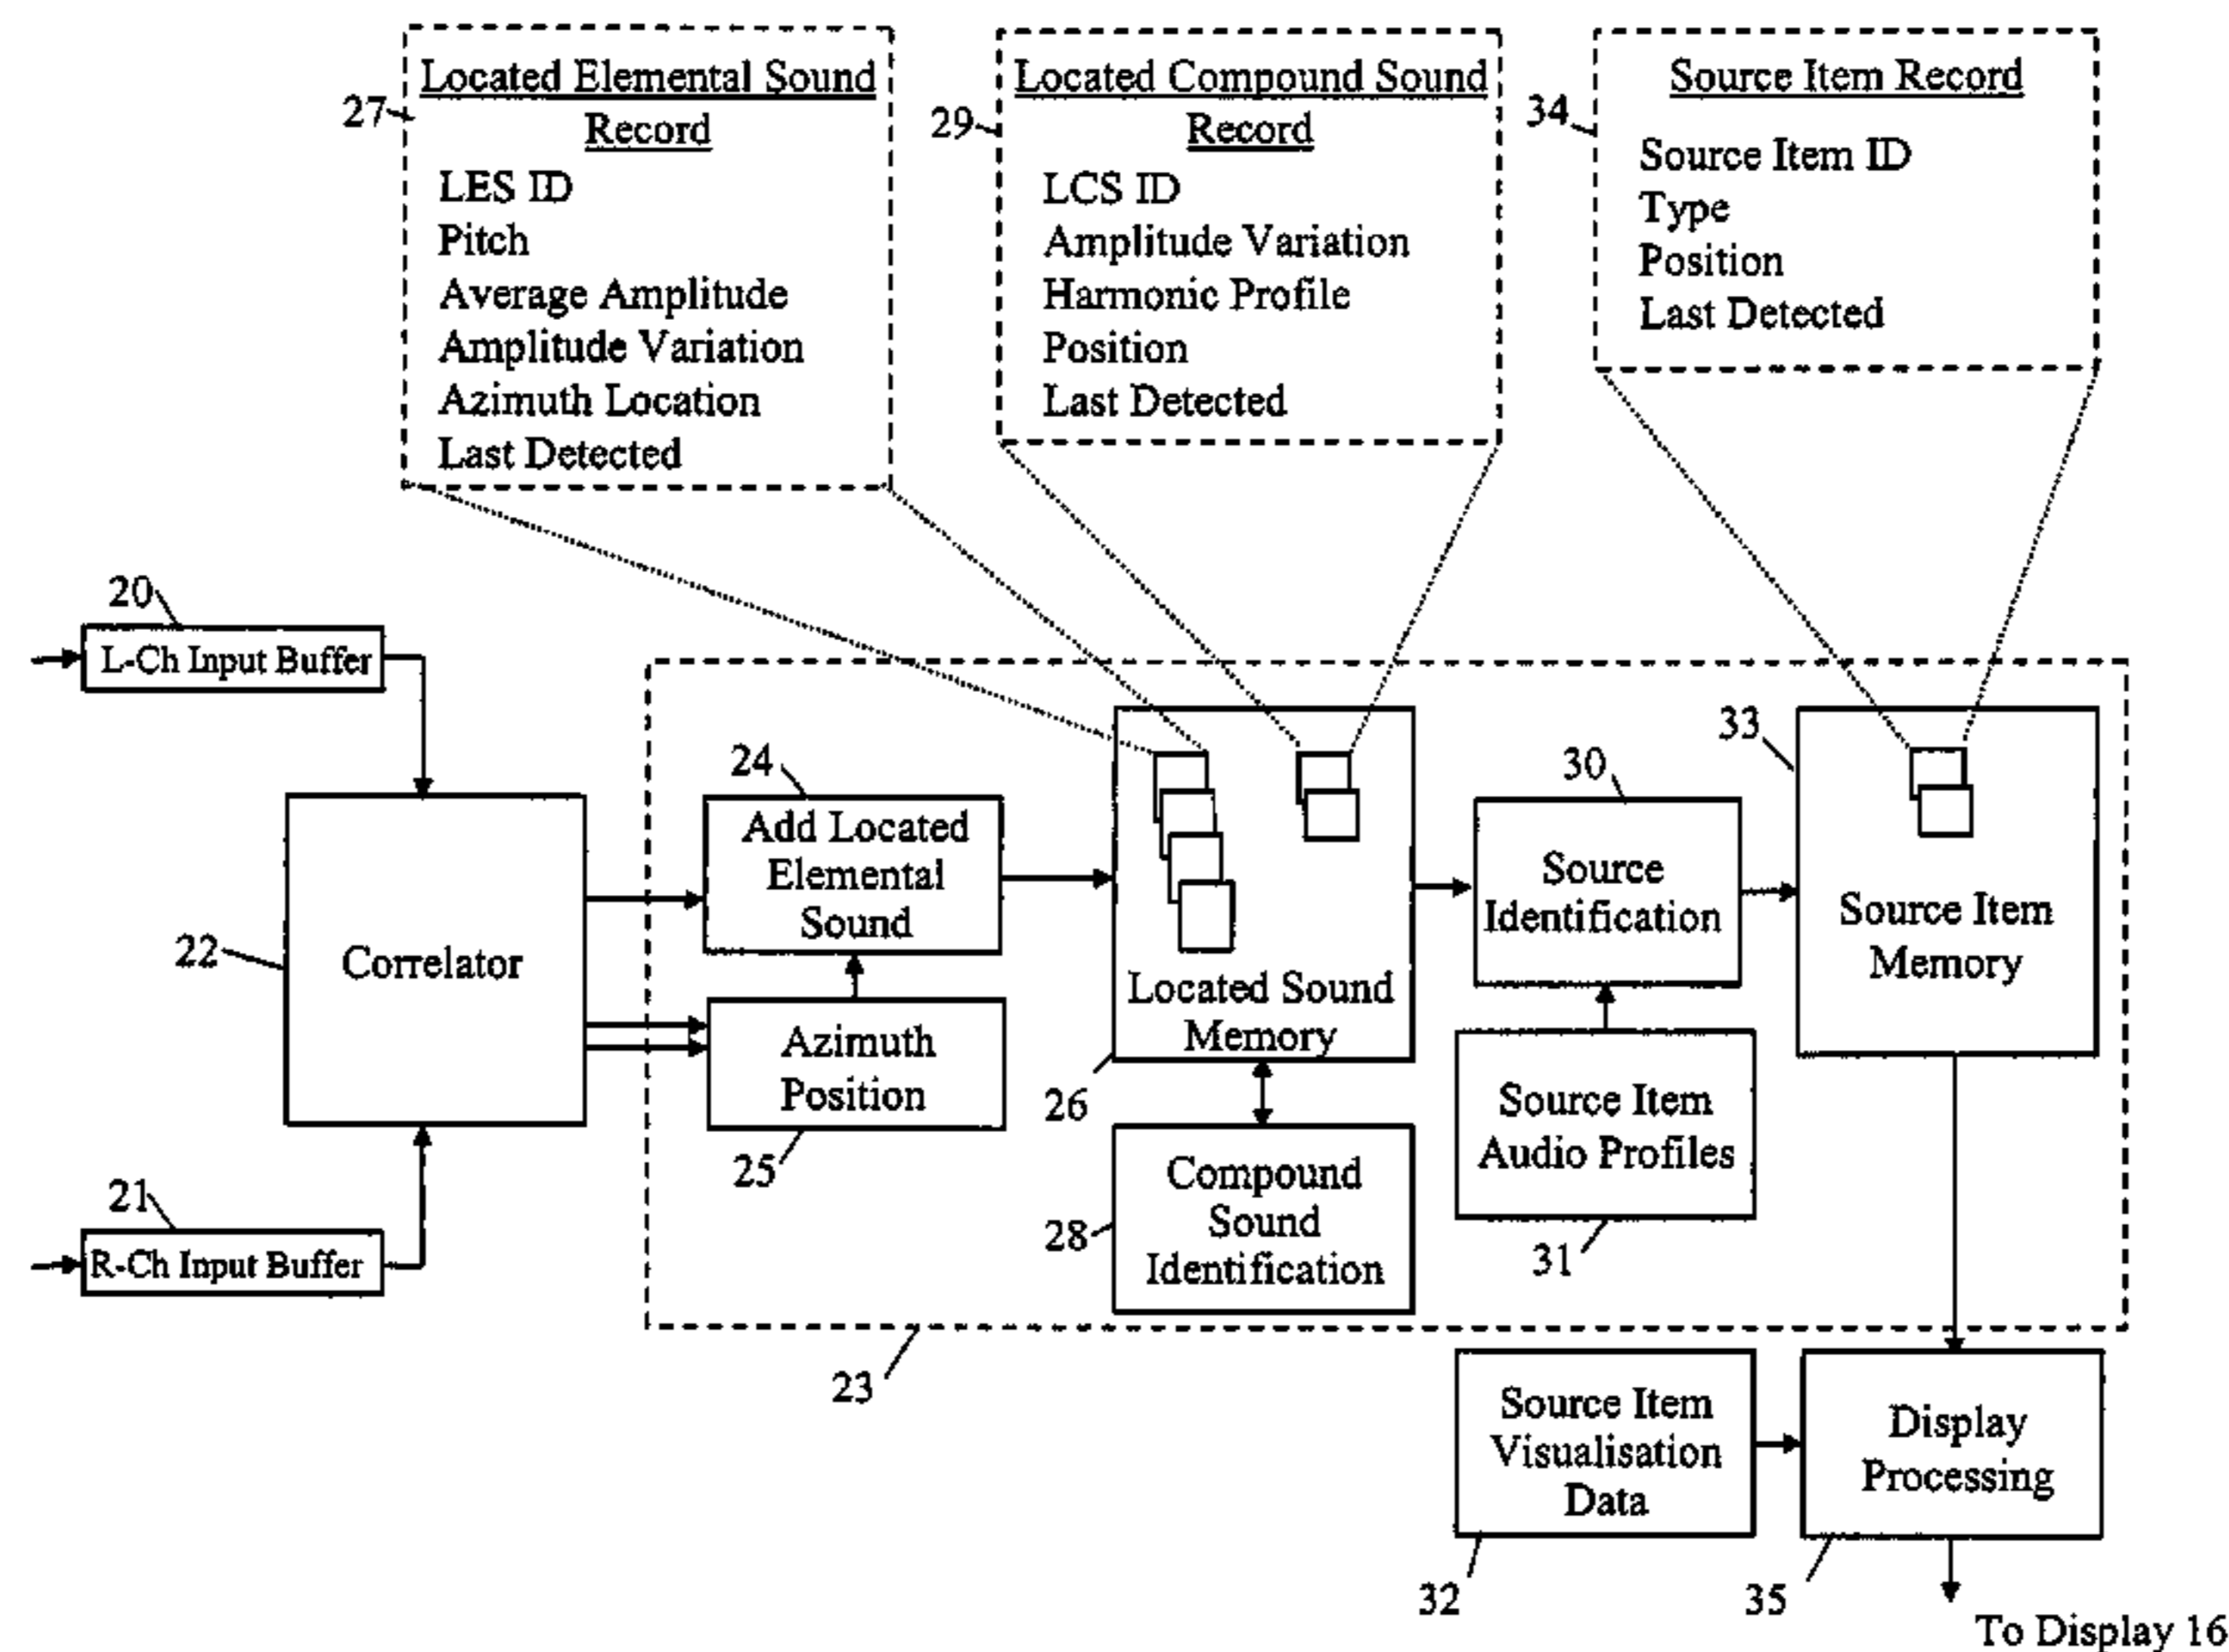 27
Located Elemental Sound
Record
LES ID
Pitch
Average Amplitude
Amplitude Variation
Azimuth Location
Last Detected
29
Located Compound Sound
Record
LCS ID
Amplitude Variation
Harmonic Profile
Position
Last Detected
34
Source Item Record
Source Item ID
Type
Position
Last Detected
20
L-Ch Input Buffer
22
Correlator
21
R-Ch Input Buffer
24
Add Located
Elemental
Sound
Azimuth
Position
25
Located Sound
Memory
26
28
Compound
Sound
Identification
30
Source
Identification
Source Item
Audio Profiles
31
33
Source Item
Memory
23
Source Item
Visualisation
Data
32
Display
Processing
35
To Display 16